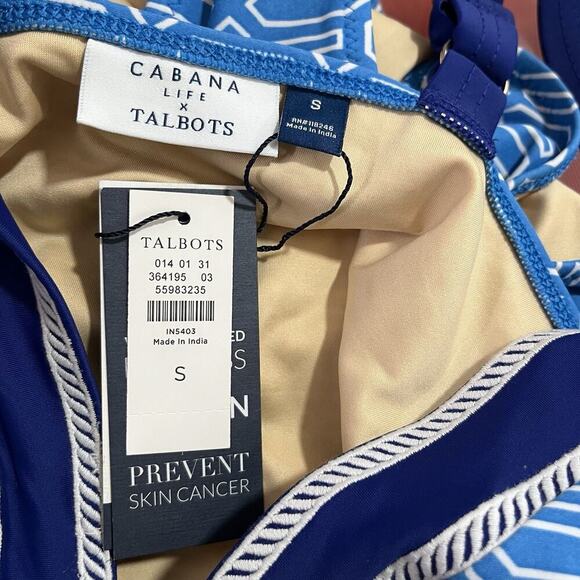 CABANA
LIFE
x
TALBOTS
S
RN#118246
Made in India
TALBOTS
014 01 31
364195 03
55983235
IN5403
Made In India
S
PREVENT
SKIN CANCER